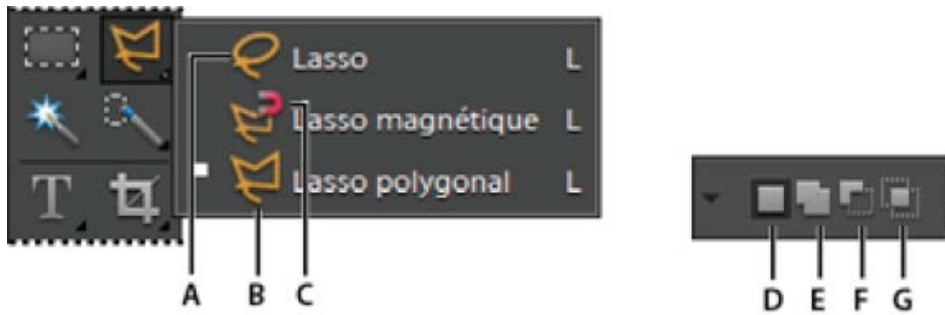 Lasso L
Lasso magnétique L
Lasso polygonal L
T
A B C
D E F G